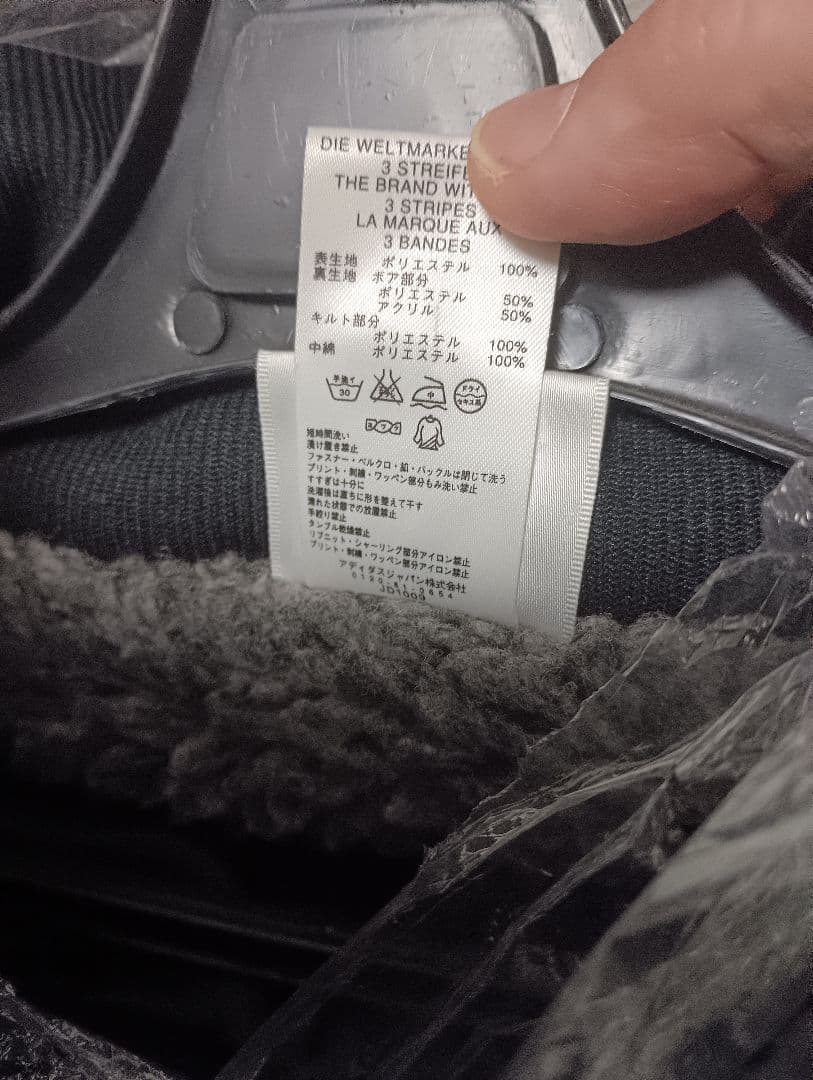 DIE WELTMARKE
3 STREIF
THE BRAND WIT
3 STRIPES
LA MARQUE AUX
3 BANDES
表生地 ポリエステル 100%
裏生地 ボア部分
ポリエステル 50%
アクリル 50%
キルト部分
ポリエステル 100%
中綿 ポリエステル 100%
手洗イ 30
中
ドライ セキユ系
短時間洗い
漬け置き禁止
ファスナー・ベルクロ・釦・バックルは閉じて洗う
プリント・刺繍・ワッペン部分もみ洗い禁止
すすぎは十分に
洗濯後は直ちに形を整えて干す
濡れた状態での放置禁止
手絞り禁止
タンブル乾燥禁止
リブニット・シャーリング部分アイロン禁止
プリント・刺繍・ワッペン部分アイロン禁止
アディダスジャパン株式会社
JD1009